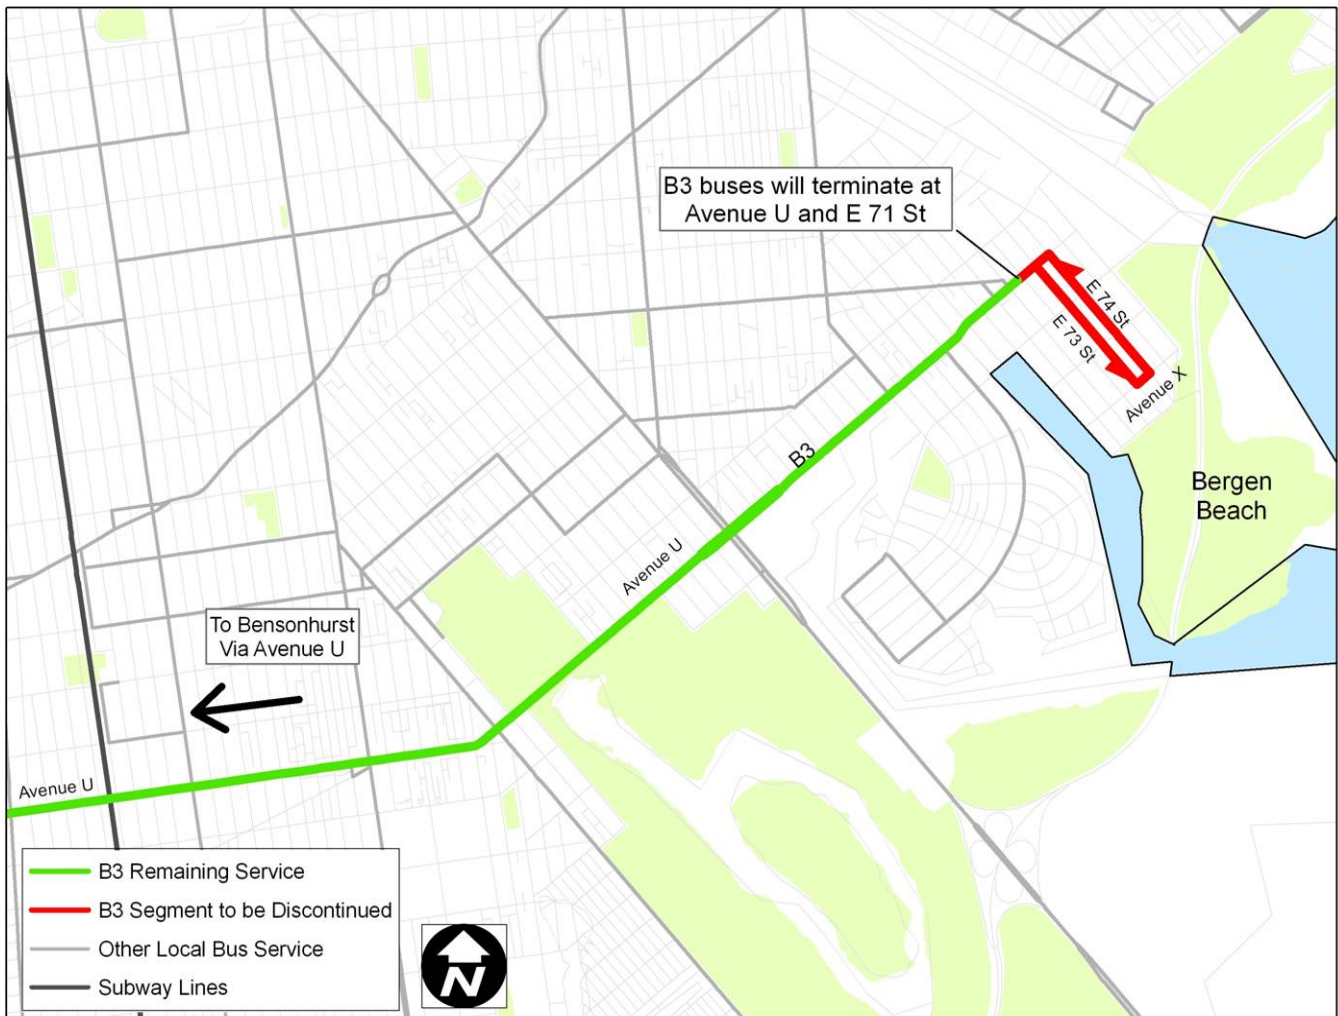 B3 buses will terminate at
Avenue U and E 71 St
E 74 St
E 73 St
Avenue X
B3
Bergen
Beach
Avenue U
To Bensonhurst
Via Avenue U
Avenue U
B3 Remaining Service
B3 Segment to be Discontinued
Other Local Bus Service
Subway Lines
N